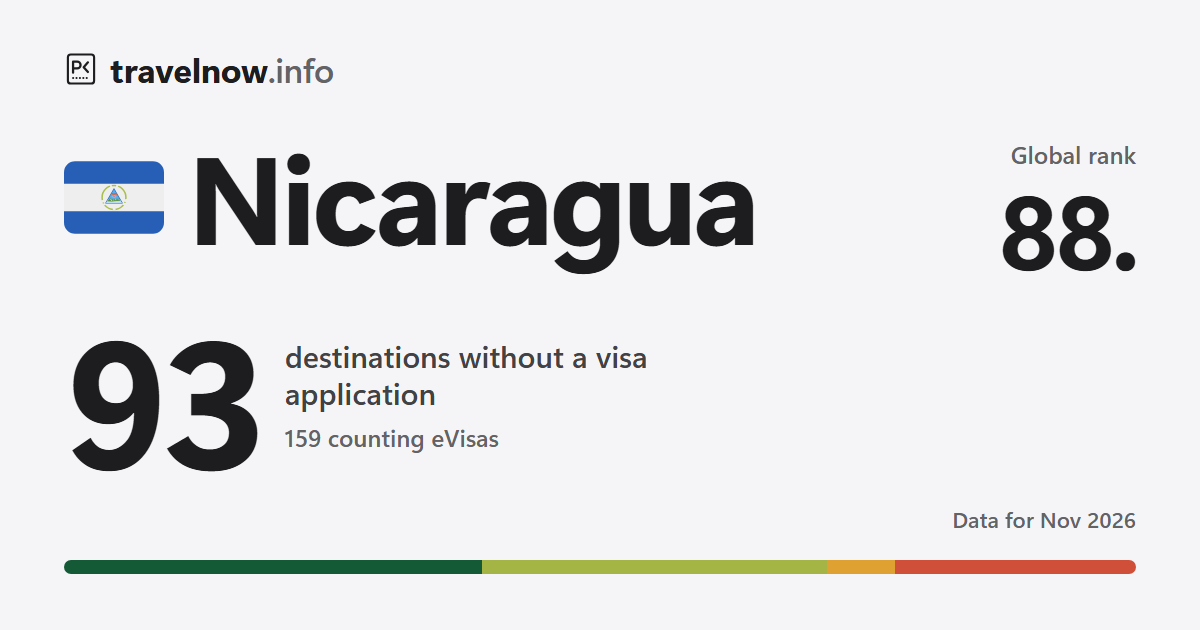 travelnow.info
Nicaragua
Global rank
88.
93
destinations without a visa
application
159 counting eVisas
Data for Nov 2026